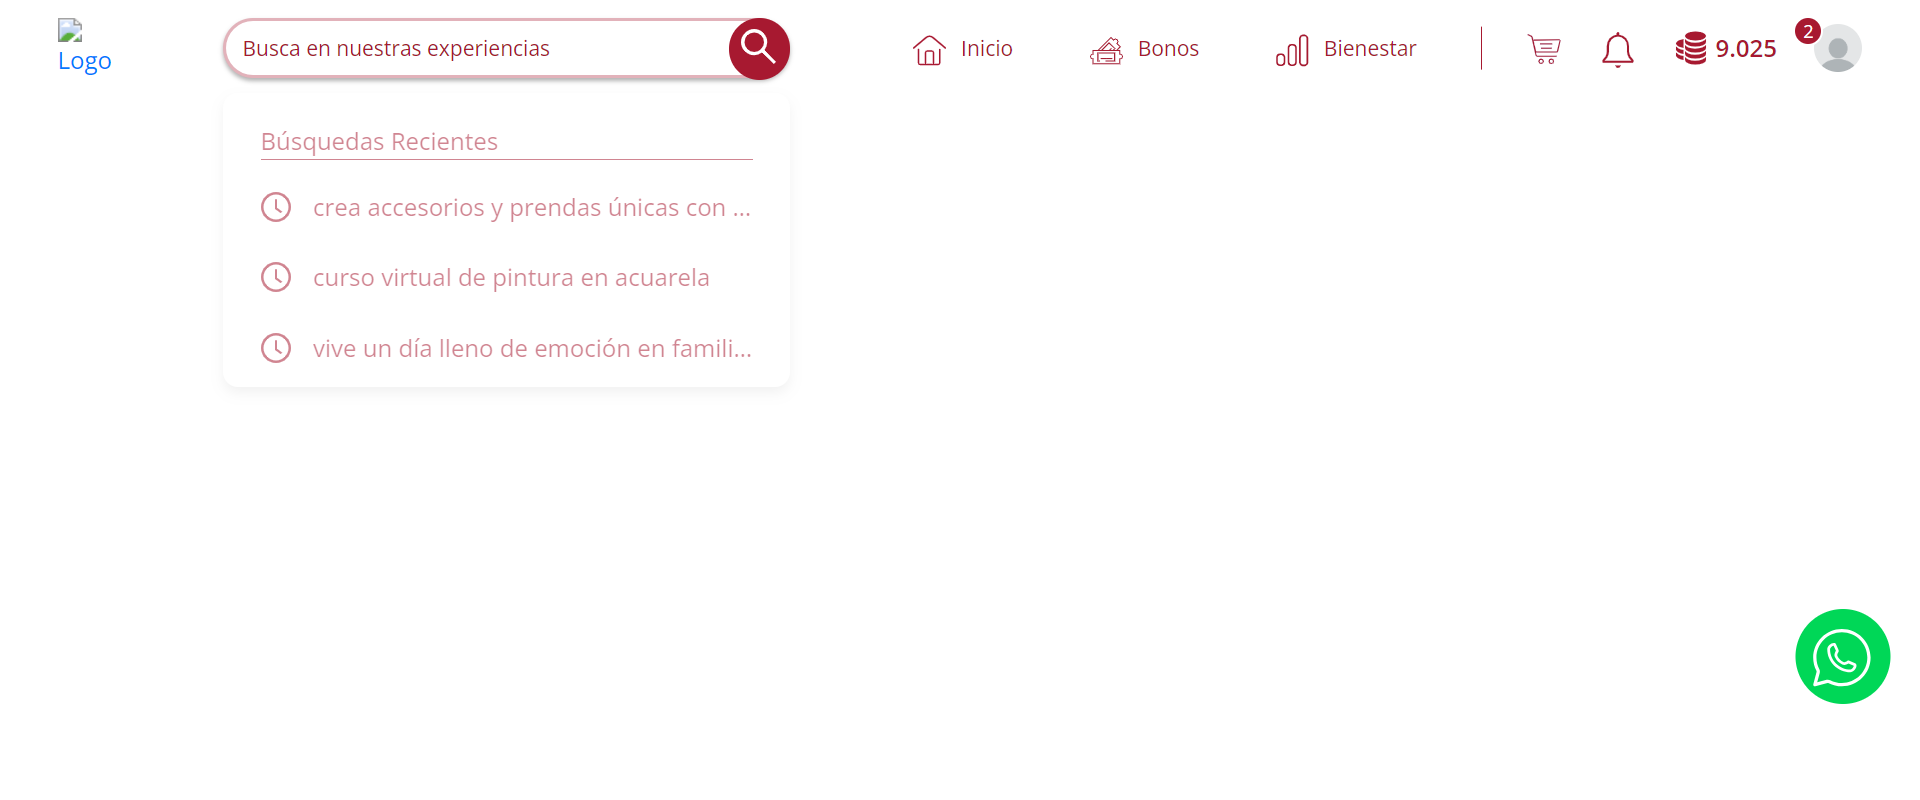 Logo
Busca en nuestras experiencias
Inicio
Bonos
Bienestar
9.025
2
Búsquedas Recientes
crea accesorios y prendas únicas con ...
curso virtual de pintura en acuarela
vive un día lleno de emoción en famili...